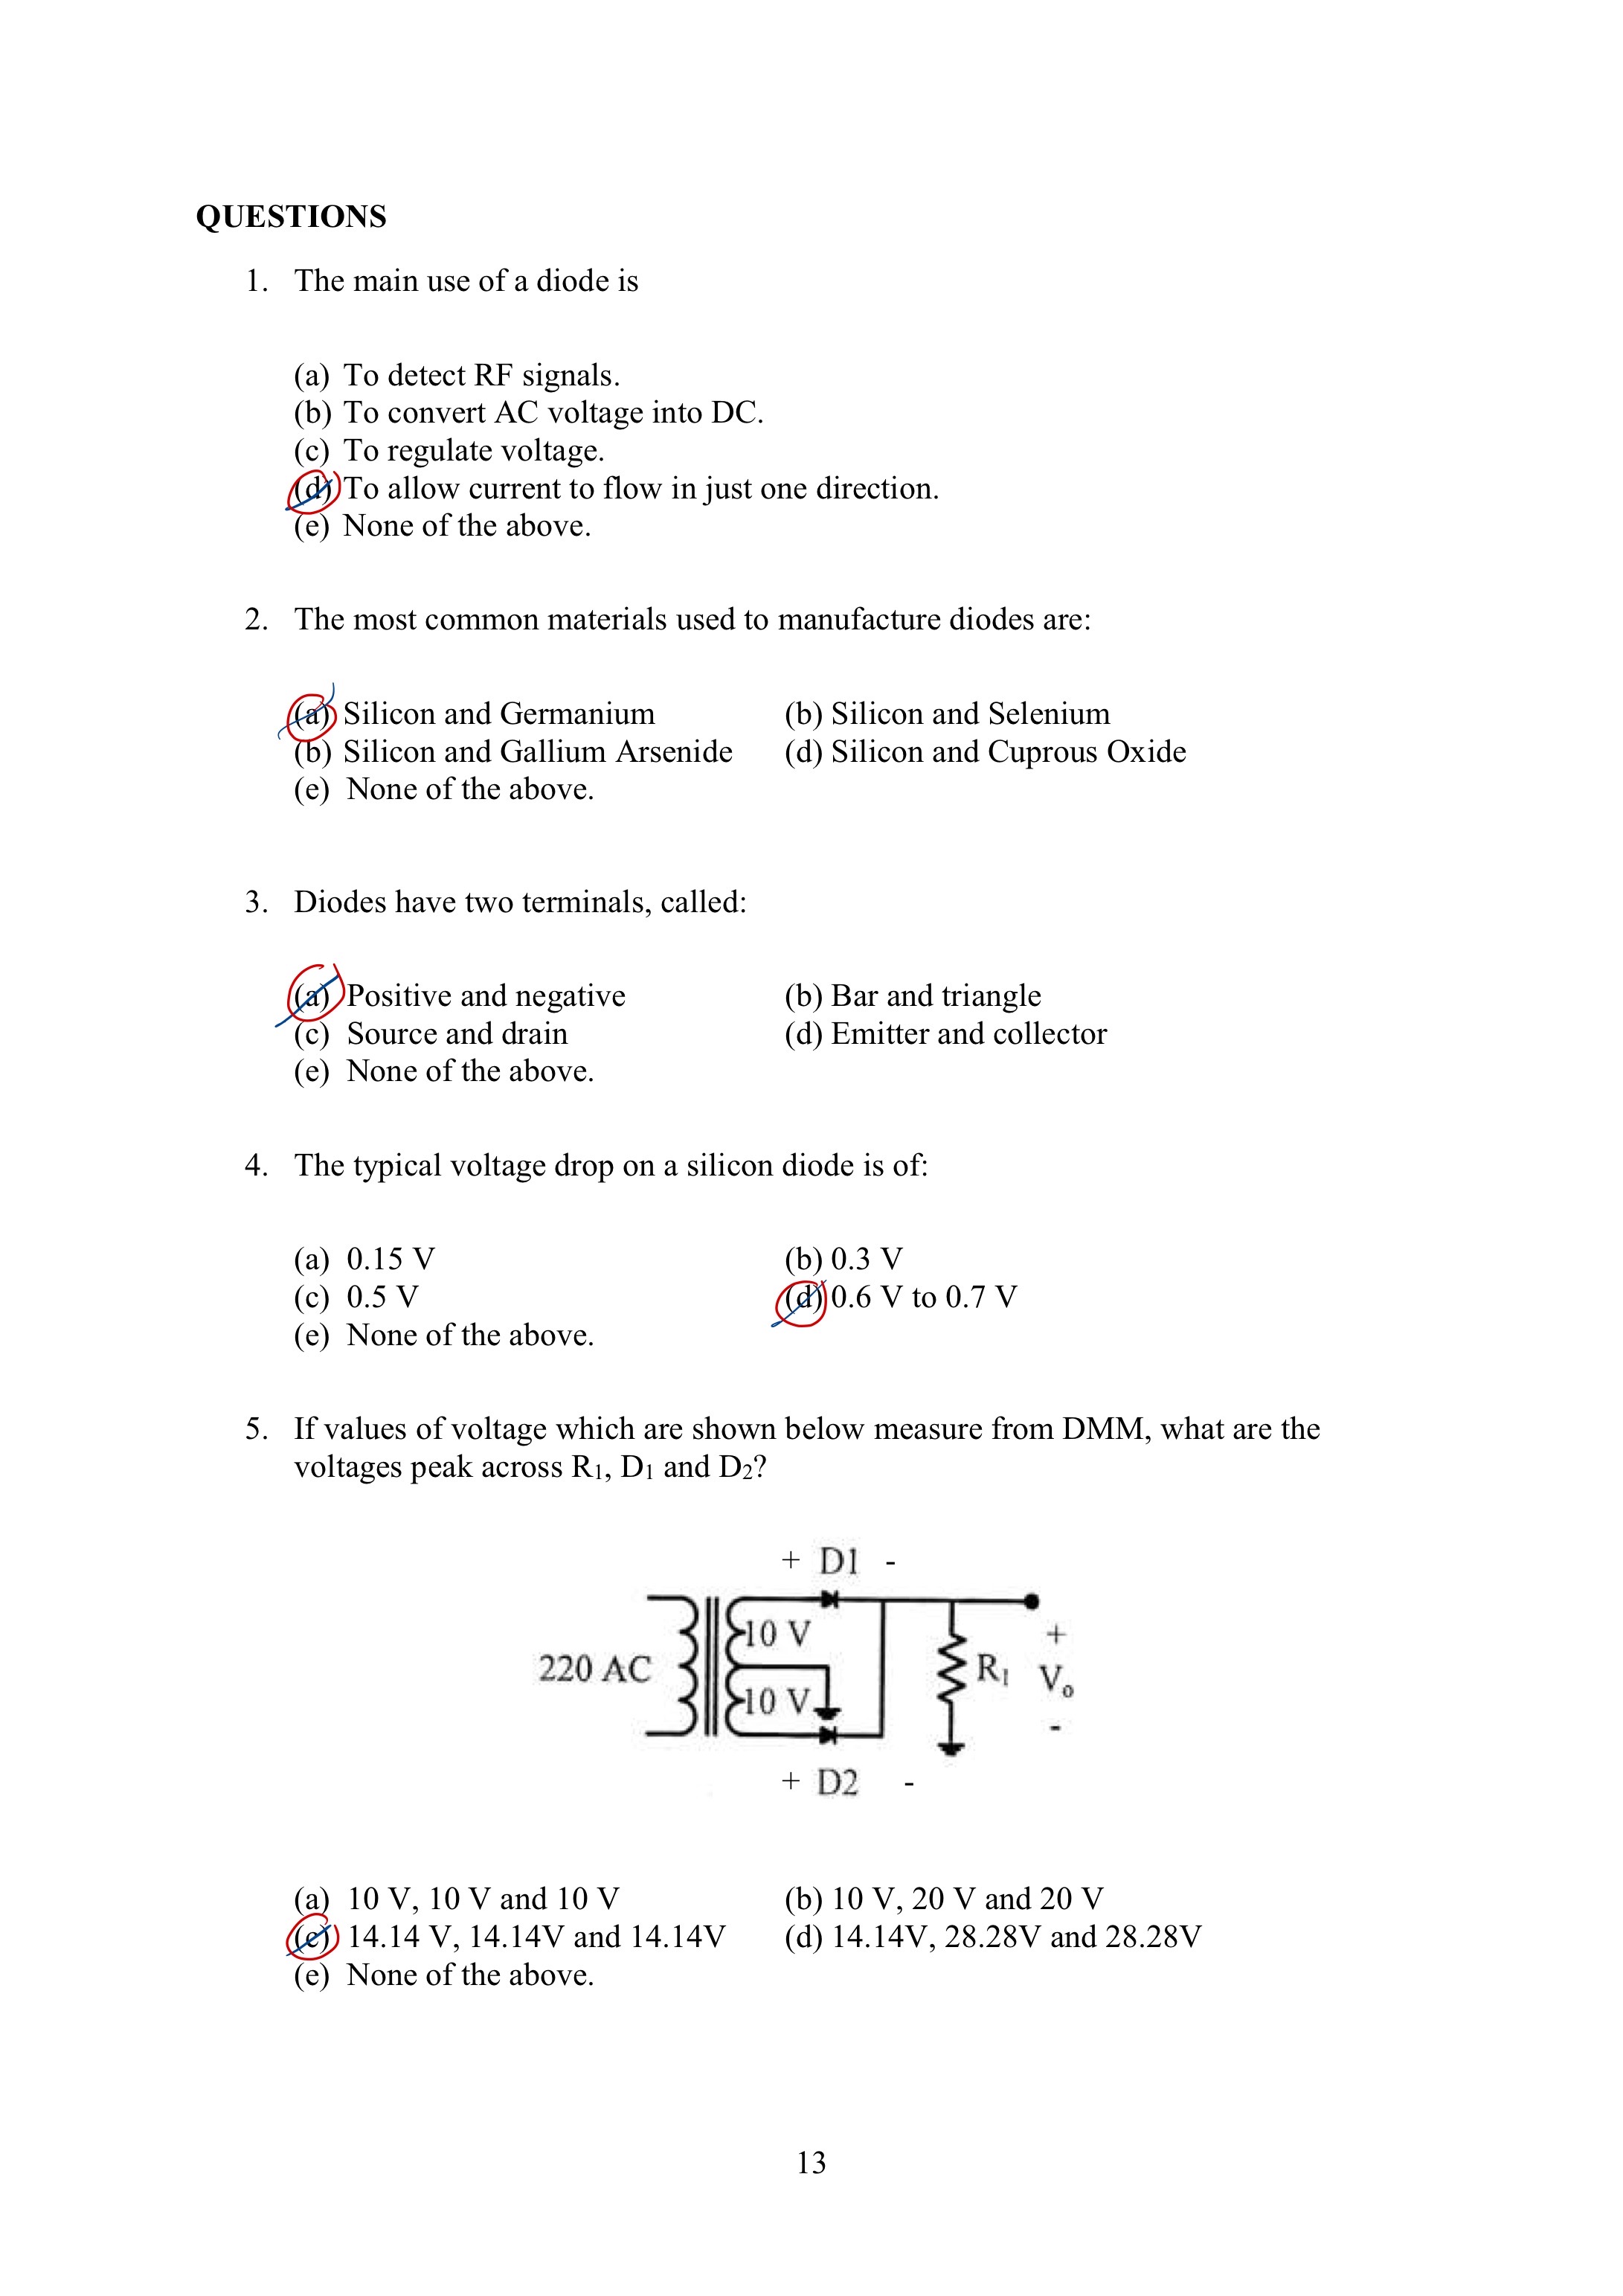 QUESTIONS
1. The main use of a diode is
(a) To detect RF signals.
(b) To convert AC voltage into DC.
(c) To regulate voltage.
(d) To allow current to flow in just one direction.
(e) None of the above.
2. The most common materials used to manufacture diodes are:
(a) Silicon and Germanium (b) Silicon and Selenium
(b) Silicon and Gallium Arsenide (d) Silicon and Cuprous Oxide
(e) None of the above.
3. Diodes have two terminals, called:
(a) Positive and negative (b) Bar and triangle
(c) Source and drain (d) Emitter and collector
(e) None of the above.
4. The typical voltage drop on a silicon diode is of:
(a) 0.15 V (b) 0.3 V
(c) 0.5 V (d) 0.6 V to 0.7 V
(e) None of the above.
5. If values of voltage which are shown below measure from DMM, what are the
voltages peak across R₁, D₁ and D₂?
+ D1 -
10 V
+
220 AC R₁ V₀
10 V
-
+ D2 -
(a) 10 V, 10 V and 10 V (b) 10 V, 20 V and 20 V
(c) 14.14 V, 14.14V and 14.14V (d) 14.14V, 28.28V and 28.28V
(e) None of the above.
13